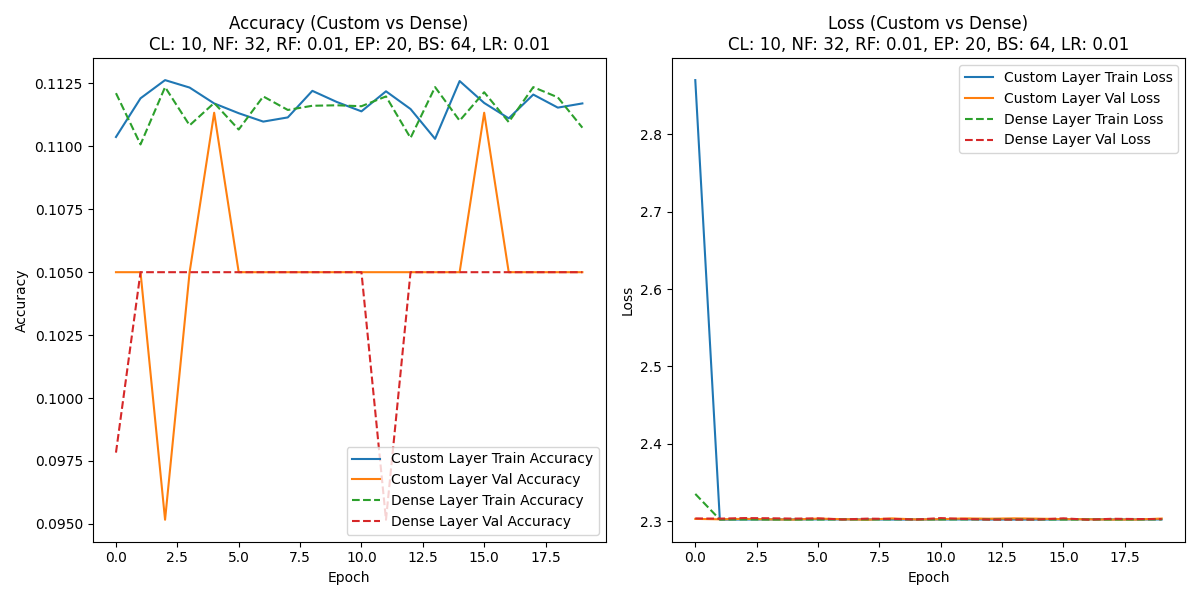 Accuracy (Custom vs Dense)
CL: 10, NF: 32, RF: 0.01, EP: 20, BS: 64, LR: 0.01
Accuracy
0.1125
0.1100
0.1075
0.1050
0.1025
0.1000
0.0975
0.0950
Custom Layer Train Accuracy
Custom Layer Val Accuracy
Dense Layer Train Accuracy
Dense Layer Val Accuracy
0.0 2.5 5.0 7.5 10.0 12.5 15.0 17.5
Epoch
Loss (Custom vs Dense)
CL: 10, NF: 32, RF: 0.01, EP: 20, BS: 64, LR: 0.01
Loss
2.8
2.7
2.6
2.5
2.4
2.3
Custom Layer Train Loss
Custom Layer Val Loss
Dense Layer Train Loss
Dense Layer Val Loss
0.0 2.5 5.0 7.5 10.0 12.5 15.0 17.5
Epoch